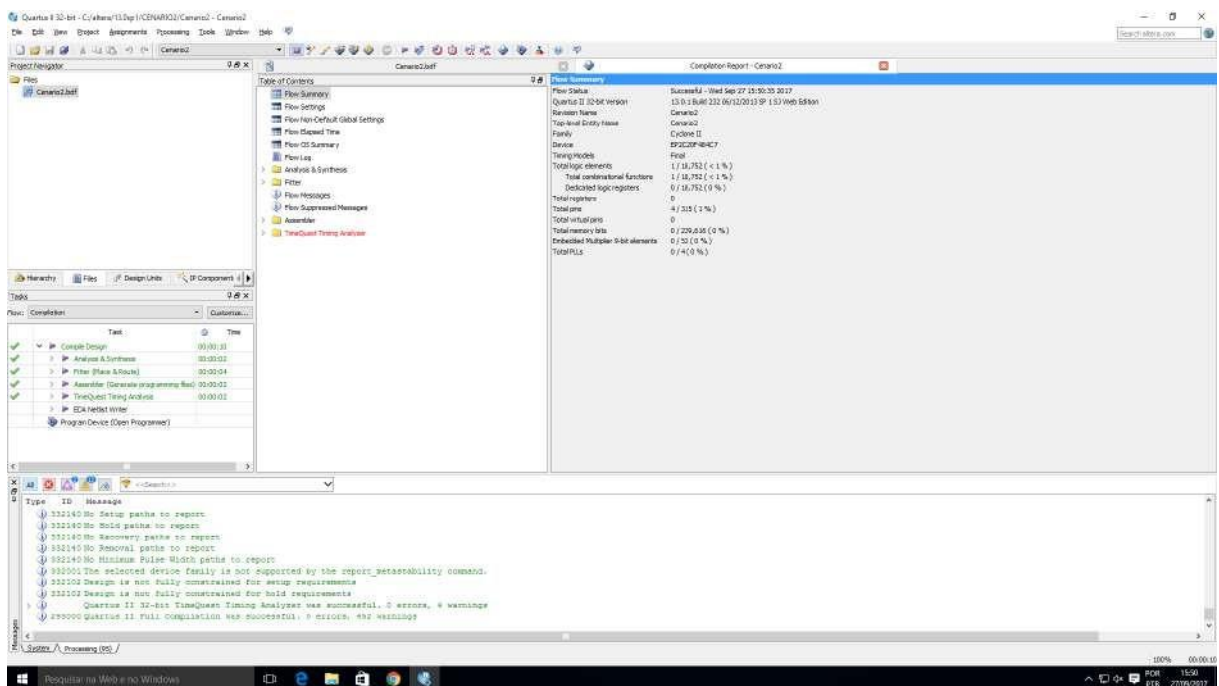 Quartus II 32-bit - C:/altera/13.0sp1/CENARIO2/Cenario2 - Cenario2
File Edit View Project Assignments Processing Tools Window Help
Search altera.com
Cenario2
Project Navigator
Files
Cenario2.bdf
Hierarchy Files Design Units IP Components
Tasks
Flow: Compilation Customize...
Task Time
Compile Design 00:00:10
Analysis & Synthesis 00:00:02
Fitter (Place & Route) 00:00:04
Assembler (Generate programming files) 00:00:02
TimeQuest Timing Analysis 00:00:02
EDA Netlist Writer
Program Device (Open Programmer)
Cenario2.bdf
Compilation Report - Cenario2
Table of Contents
Flow Summary
Flow Settings
Flow Non-Default Global Settings
Flow Elapsed Time
Flow OS Summary
Flow Log
Analysis & Synthesis
Fitter
Flow Messages
Flow Suppressed Messages
Assembler
TimeQuest Timing Analyzer
Flow Summary
Flow Status Successful - Wed Sep 27 15:50:35 2017
Quartus II 32-bit Version 13.0.1 Build 232 06/12/2013 SP 1 SJ Web Edition
Revision Name Cenario2
Top-level Entity Name Cenario2
Family Cyclone II
Device EP2C20F484C7
Timing Models Final
Total logic elements 1 / 18,752 ( < 1 % )
Total combinational functions 1 / 18,752 ( < 1 % )
Dedicated logic registers 0 / 18,752 ( 0 % )
Total registers 0
Total pins 4 / 315 ( 1 % )
Total virtual pins 0
Total memory bits 0 / 239,616 ( 0 % )
Embedded Multiplier 9-bit elements 0 / 52 ( 0 % )
Total PLLs 0 / 4 ( 0 % )
All
<<Search>>
Type ID Message
332140 No Setup paths to report
332140 No Hold paths to report
332140 No Recovery paths to report
332140 No Removal paths to report
332140 No Minimum Pulse Width paths to report
332001 The selected device family is not supported by the report_metastability command.
332102 Design is not fully constrained for setup requirements
332102 Design is not fully constrained for hold requirements
Quartus II 32-bit TimeQuest Timing Analyzer was successful. 0 errors, 6 warnings
293000 Quartus II Full Compilation was successful. 0 errors, 492 warnings
Messages
System Processing (95)
100% 00:00:10
Pesquisar na Web e no Windows
POR 15:50
PTB 27/09/2017